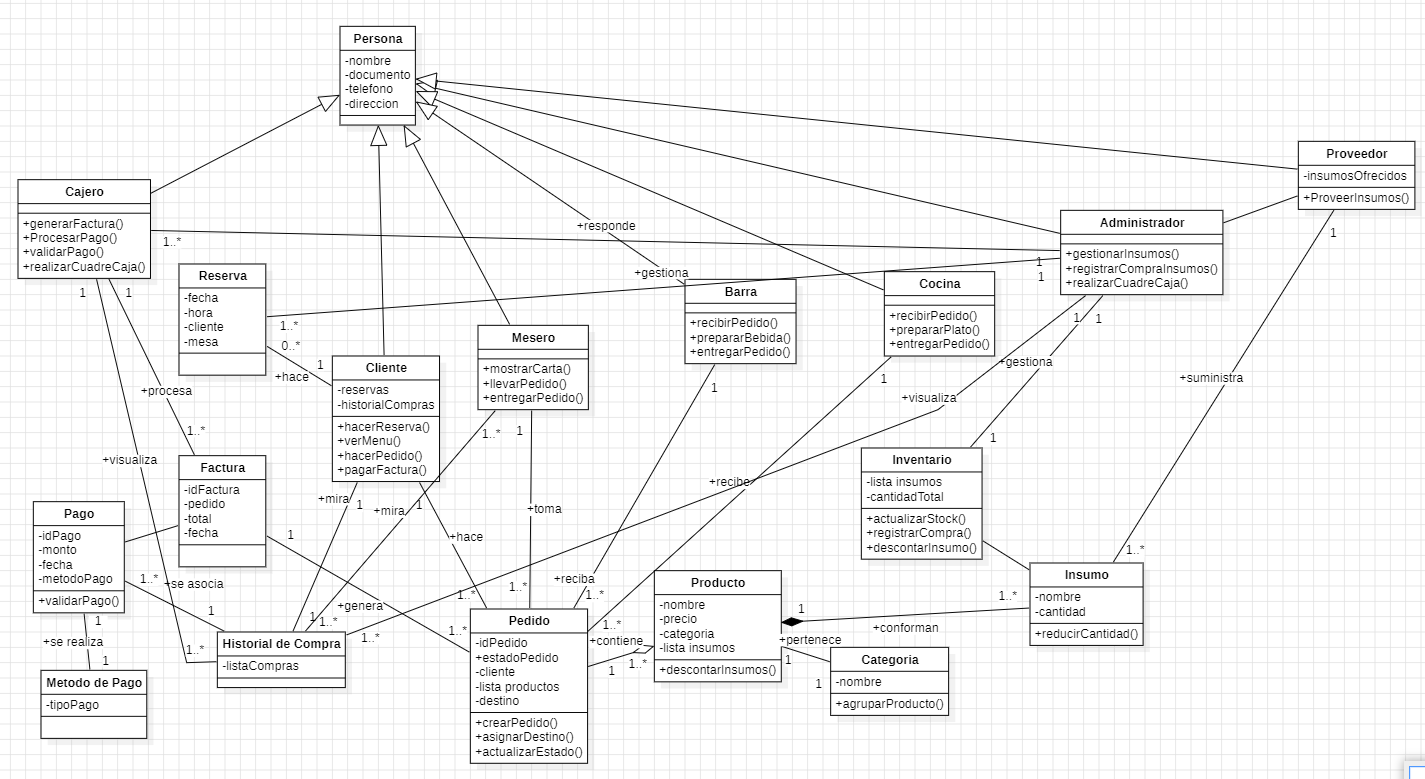 Persona
-nombre
-documento
-telefono
-direccion
Proveedor
-insumosOfrecidos
+ProveerInsumos()
Cajero
+generarFactura()
+ProcesarPago()
+validarPago()
+realizarCuadreCaja()
Administrador
+gestionarInsumos()
+registrarCompraInsumos()
+realizarCuadreCaja()
1..*
+responde
1
1
+gestiona
1
Reserva
-fecha
-hora
-cliente
-mesa
1..*
0..*
+hace
1
Barra
+recibirPedido()
+prepararBebida()
+entregarPedido()
1
Cocina
+recibirPedido()
+prepararPlato()
+entregarPedido()
1
1
1
1
1
Mesero
+mostrarCarta()
+llevarPedido()
+entregarPedido()
1..*
1
Cliente
-reservas
-historialCompras
+hacerReserva()
+verMenu()
+hacerPedido()
+pagarFactura()
1
1
+procesa
1..*
+visualiza
+gestiona
+visualiza
+suministra
1
Factura
-idFactura
-pedido
-total
-fecha
1
Inventario
-lista insumos
-cantidadTotal
+actualizarStock()
+registrarCompra()
+descontarInsumo()
+mira
+mira
+toma
+recibe
+hace
Pago
-idPago
-monto
-fecha
-metodoPago
+validarPago()
1..*
+se asocia
1
1
+se realiza
1
Metodo de Pago
-tipoPago
1..*
Historial de Compra
-listaCompras
1
1..*
1..*
+genera
1..*
1..*
1..*
+reciba
1..*
1..*
Pedido
-idPedido
+estadoPedido
-cliente
-lista productos
-destino
+crearPedido()
+asignarDestino()
+actualizarEstado()
+contiene
1
1..*
Producto
-nombre
-precio
-categoria
-lista insumos
+descontarInsumos()
1
+conforman
1..*
1..*
Insumo
-nombre
-cantidad
+reducirCantidad()
+pertenece
1
1
Categoria
-nombre
+agruparProducto()